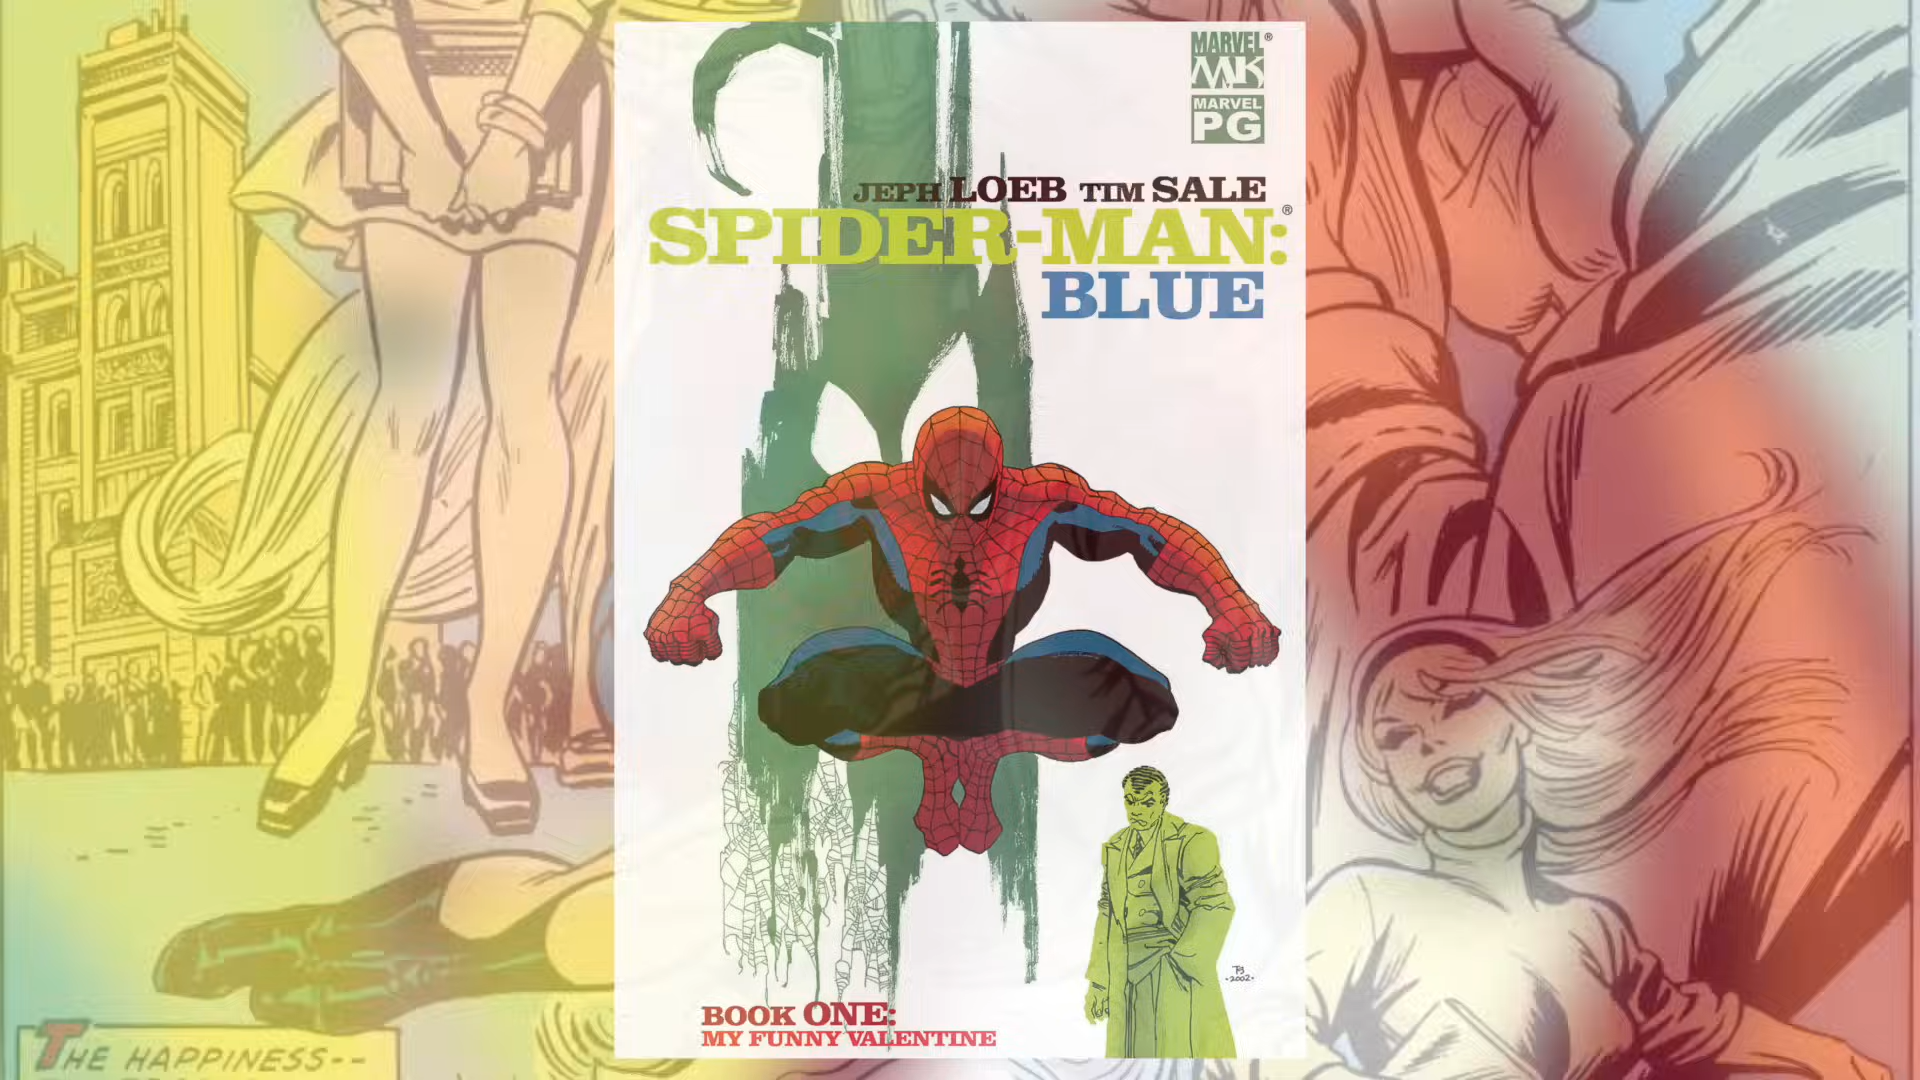 MARVEL®
MK
MARVEL
PG
JEPH LOEB TIM SALE
SPIDER-MAN:®
BLUE
TS
-2002-
BOOK ONE:
MY FUNNY VALENTINE
THE HAPPINESS--